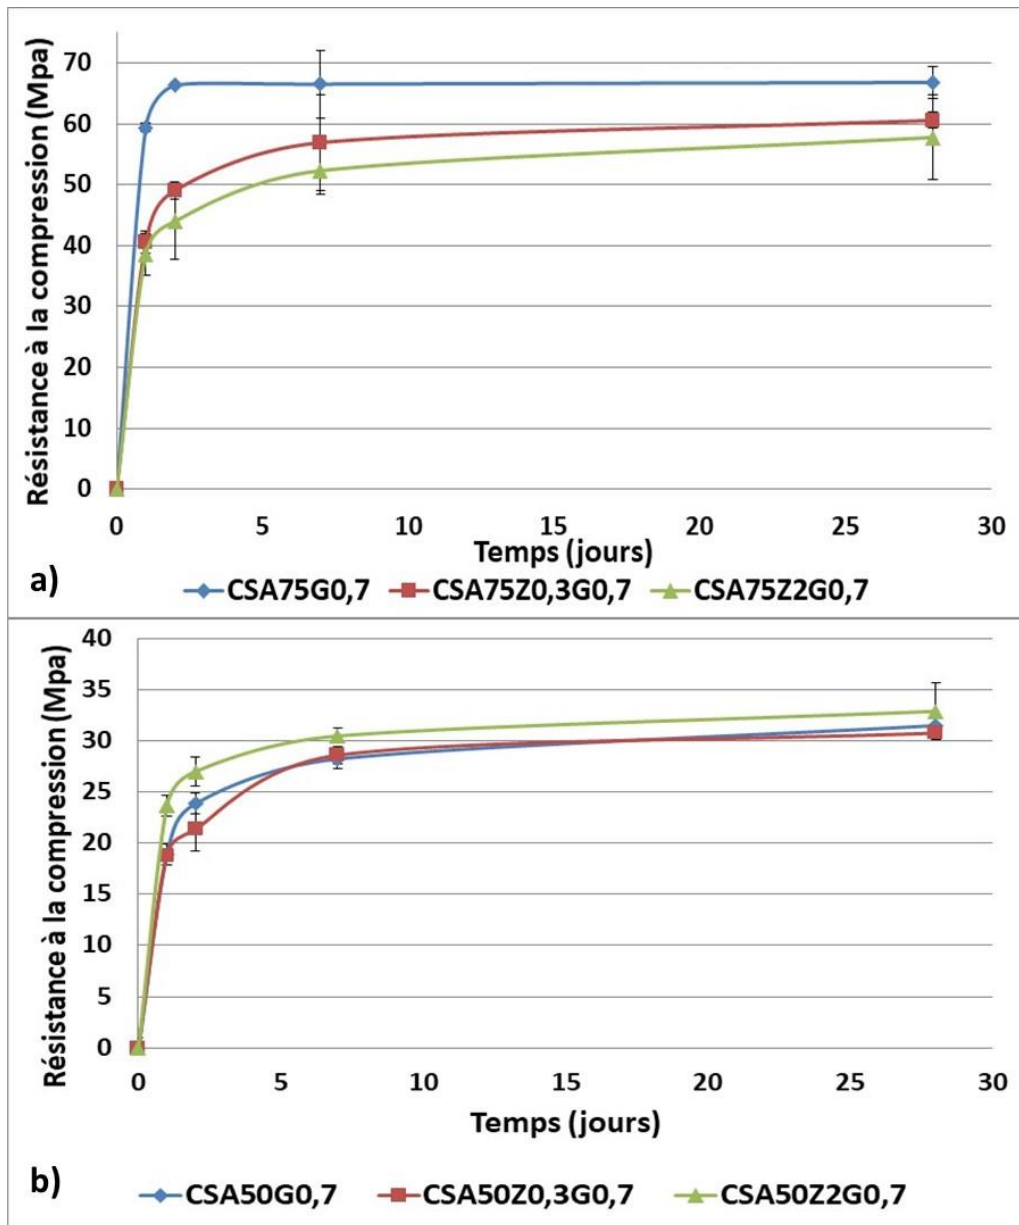 Résistance à la compression (Mpa)
70
60
50
40
30
20
10
0
0 5 10 15 20 25 30
Temps (jours)
a)
CSA75G0,7 CSA75Z0,3G0,7 CSA75Z2G0,7
Résistance à la compression (Mpa)
40
35
30
25
20
15
10
5
0
0 5 10 15 20 25 30
Temps (jours)
b)
CSA50G0,7 CSA50Z0,3G0,7 CSA50Z2G0,7